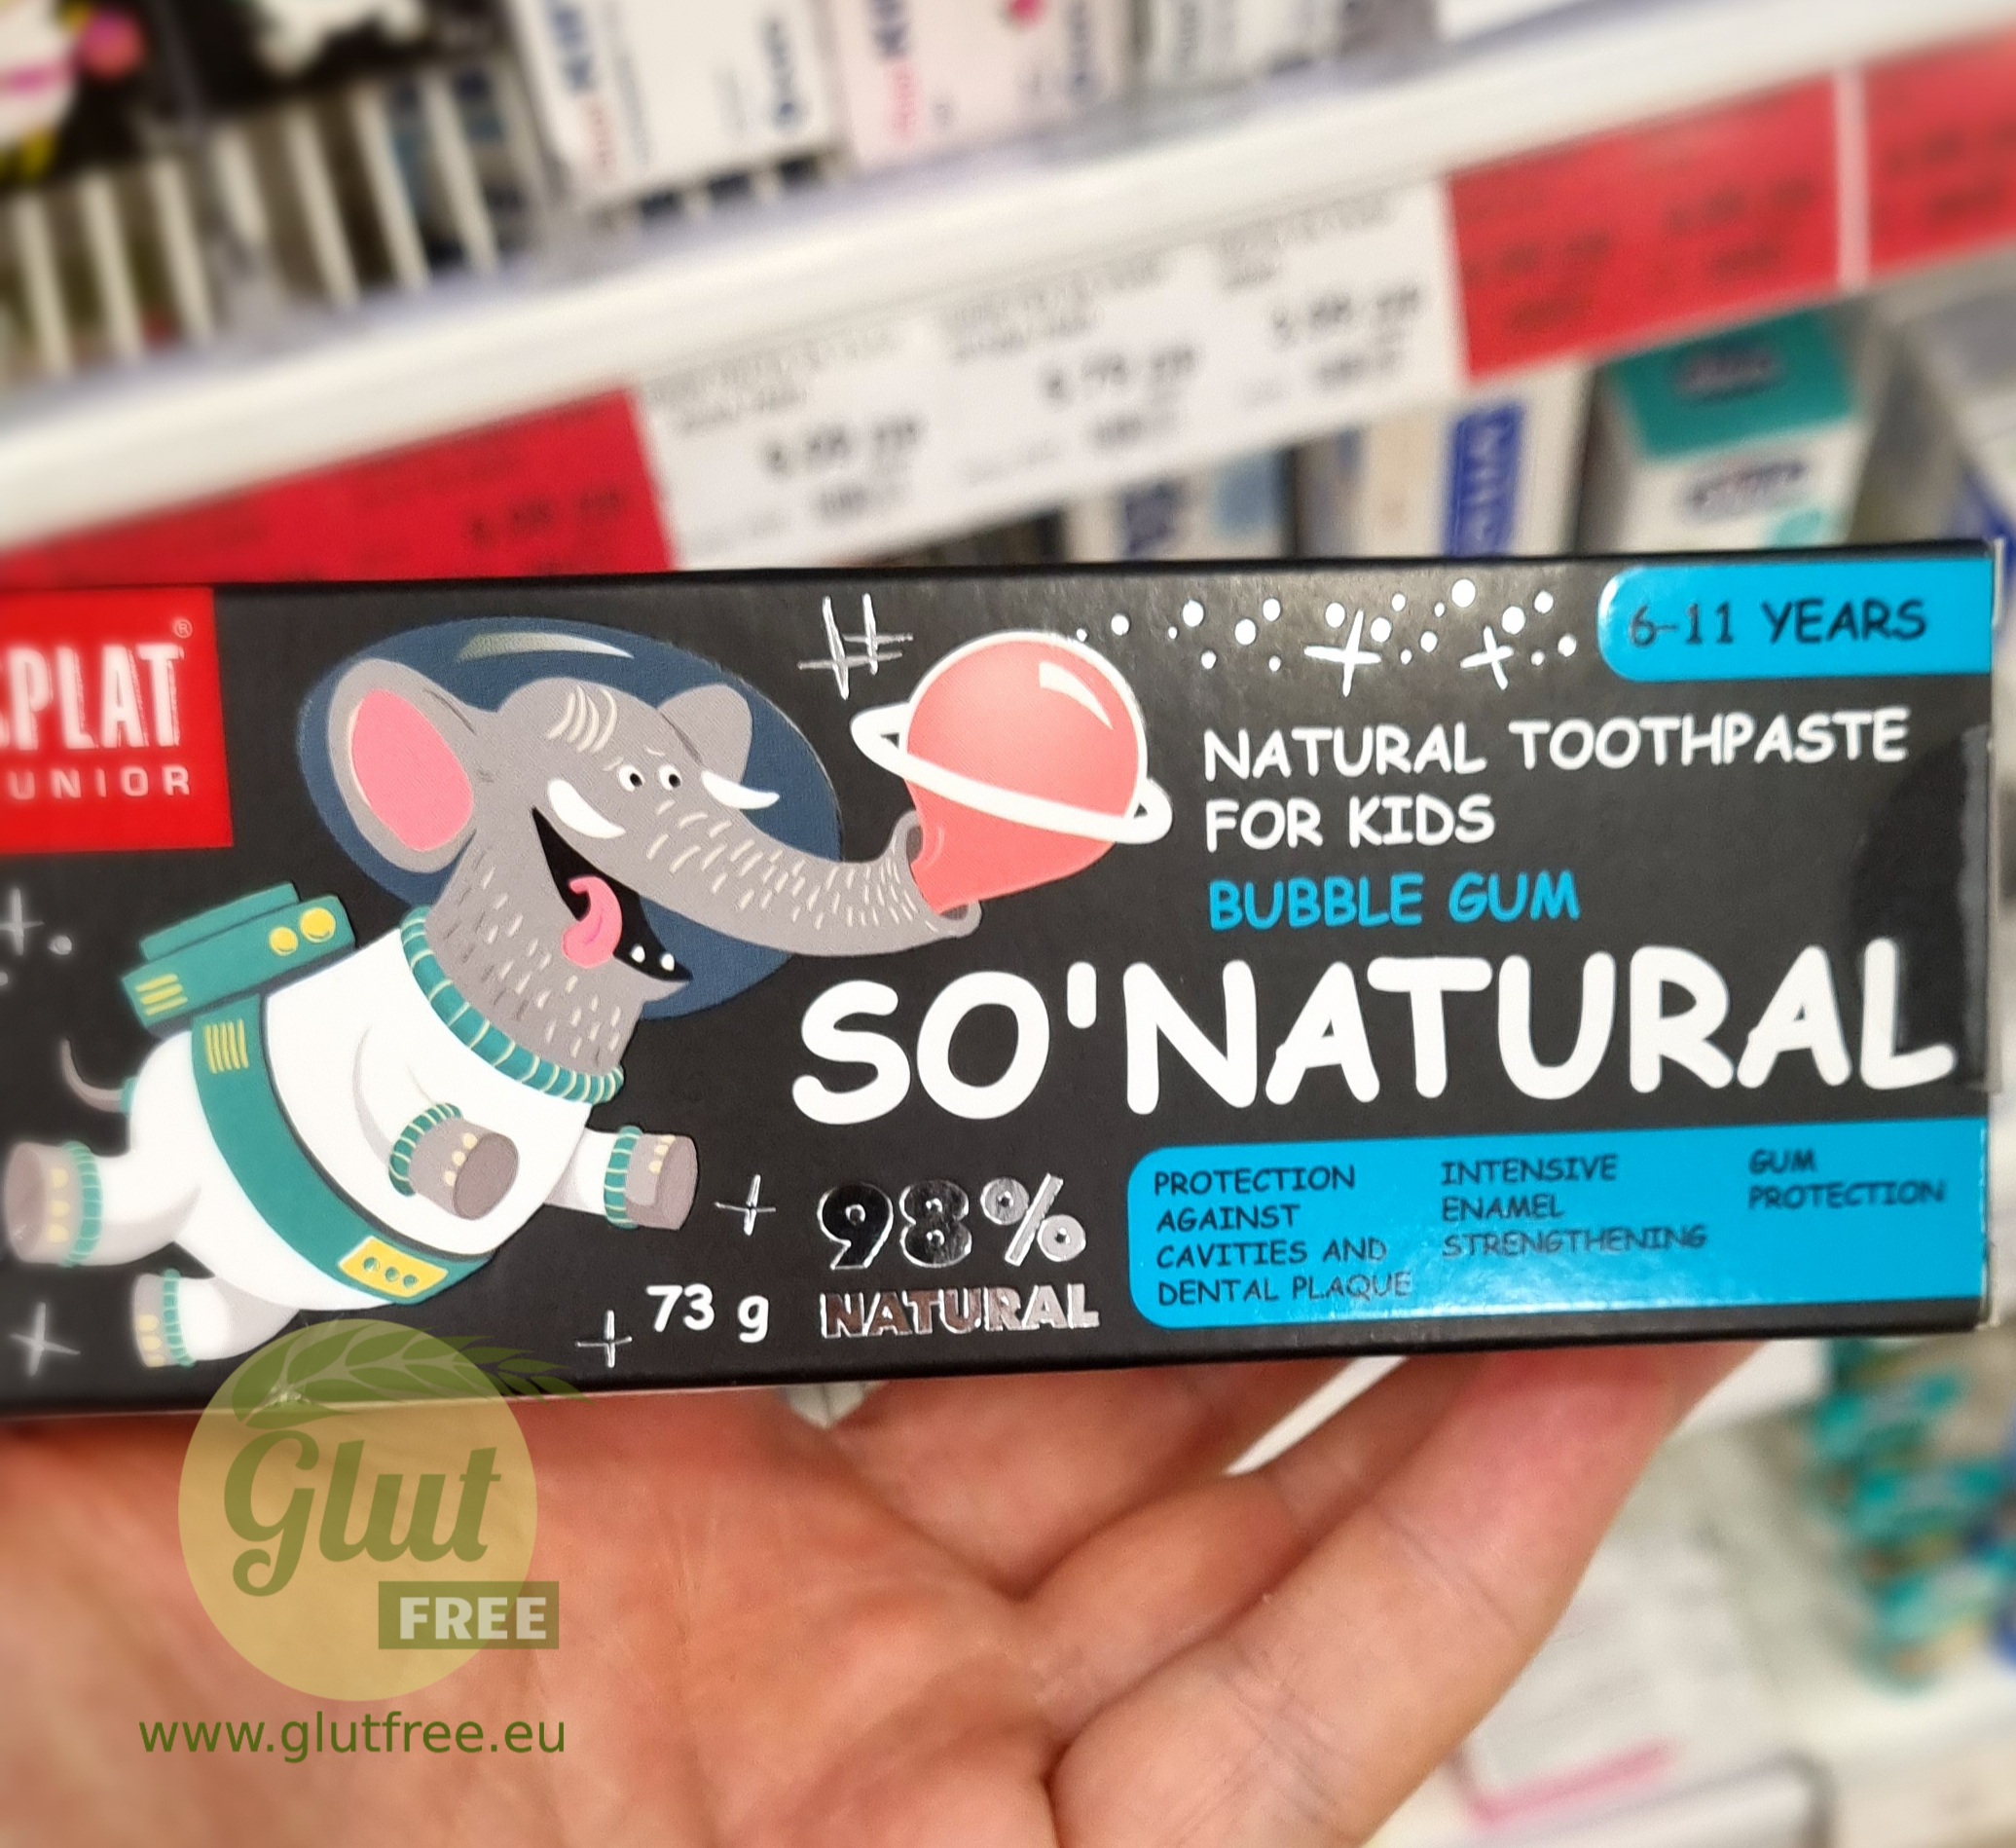 SPLAT®
JUNIOR
6-11 YEARS
NATURAL TOOTHPASTE
FOR KIDS
BUBBLE GUM
SO'NATURAL
98%
NATURAL
73 g
PROTECTION
AGAINST
CAVITIES AND
DENTAL PLAQUE
INTENSIVE
ENAMEL
STRENGTHENING
GUM
PROTECTION
Glut
FREE
www.glutfree.eu